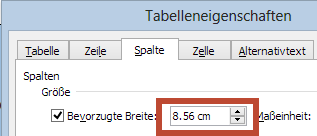 Tabelleneigenschaften
Tabelle Zeile Spalte Zelle Alternativtext
Spalten
Größe
Bevorzugte Breite: 8.56 cm Maßeinheit: